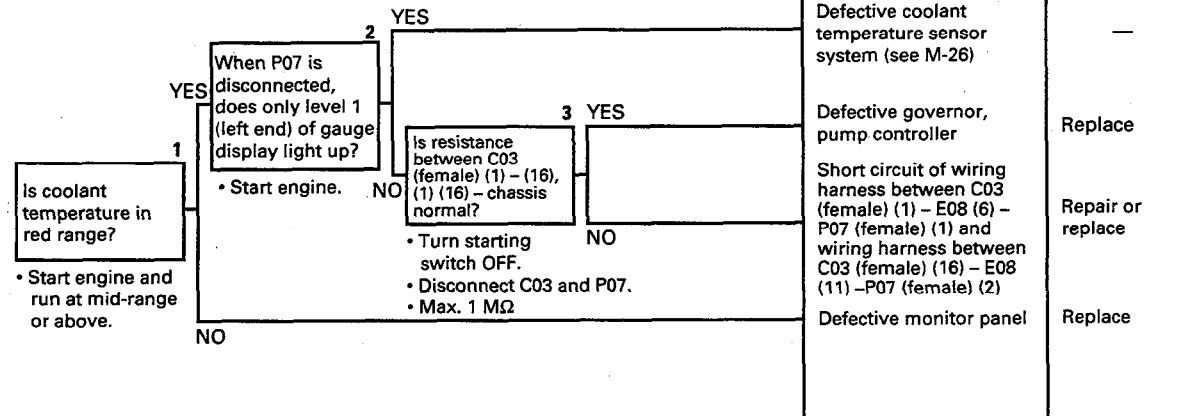 YES
2
When P07 is
disconnected,
does only level 1
(left end) of gauge
display light up?
• Start engine.
YES
1
Is coolant
temperature in
red range?
• Start engine and
run at mid-range
or above.
NO
NO
3
YES
Is resistance
between C03
(female) (1) – (16),
(1) (16) – chassis
normal?
NO
• Turn starting
switch OFF.
• Disconnect C03 and P07.
• Max. 1 MΩ
Defective coolant
temperature sensor
system (see M-26)
—
Defective governor,
pump controller
Replace
Short circuit of wiring
harness between C03
(female) (1) – E08 (6) –
P07 (female) (1) and
wiring harness between
C03 (female) (16) – E08
(11) –P07 (female) (2)
Repair or
replace
Defective monitor panel
Replace